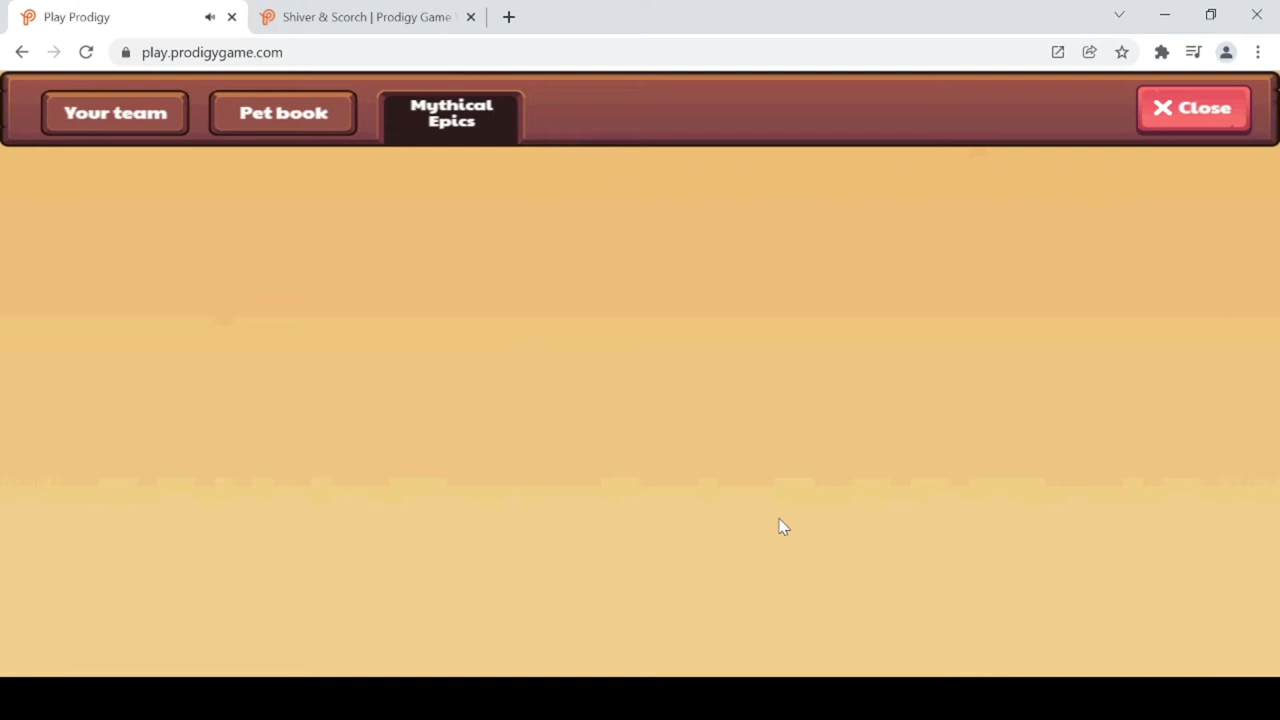 Play Prodigy
Shiver & Scorch | Prodigy Game
play.prodigygame.com
Your team
Pet book
Mythical
Epics
Close